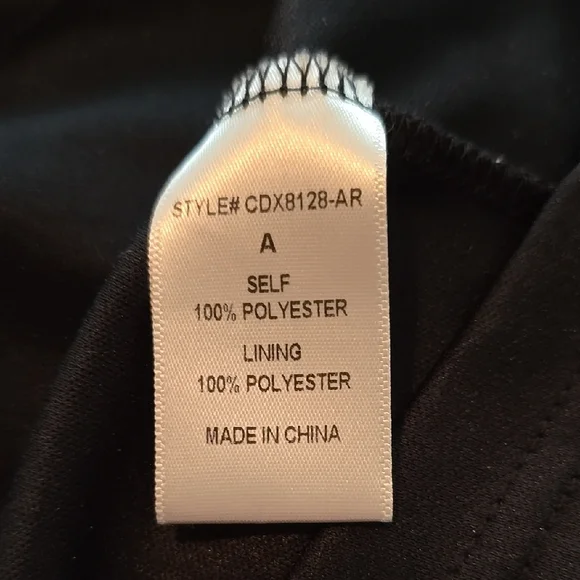 STYLE# CDX8128-AR
A
SELF
100% POLYESTER
LINING
100% POLYESTER
MADE IN CHINA